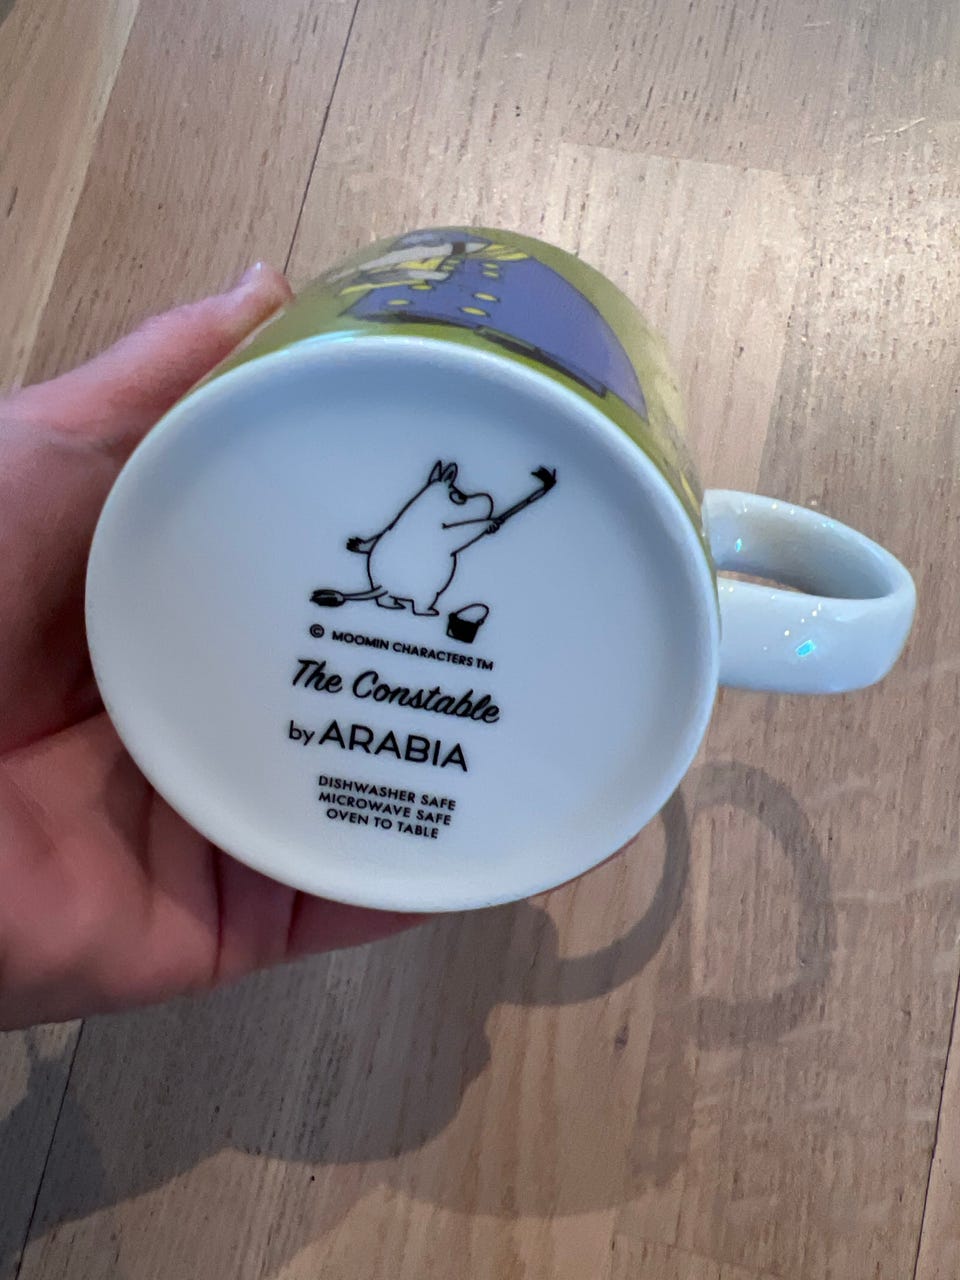 © MOOMIN CHARACTERS TM
The Constable
by ARABIA
DISHWASHER SAFE
MICROWAVE SAFE
OVEN TO TABLE